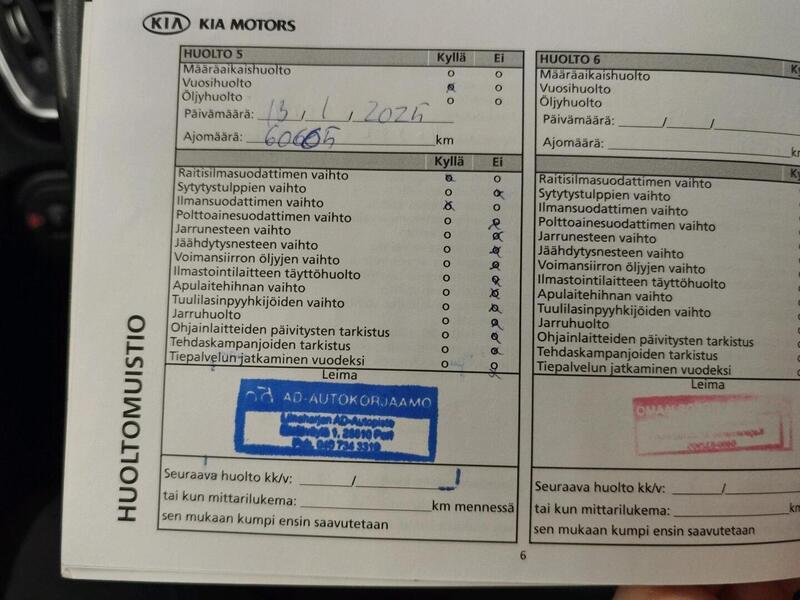 KIA KIA MOTORS
HUOLTO 5 Kyllä Ei
Määräaikaishuolto o o
Vuosihuolto o o
Öljyhuolto o o
Päivämäärä: 13 , 1 , 2025
Ajomäärä: km
Kyllä Ei
Raitisilmasuodattimen vaihto o o
Sytytystulppien vaihto o o
Ilmansuodattimen vaihto o o
Polttoainesuodattimen vaihto o o
Jarrunesteen vaihto o o
Jäähdytysnesteen vaihto o o
Voimansiirron öljyjen vaihto o o
Ilmastointilaitteen täyttöhuolto o o
Apulaitehihnan vaihto o o
Tuulilasinpyyhkijöiden vaihto o o
Jarruhuolto o o
Ohjainlaitteiden päivitysten tarkistus o o
Tehdaskampanjoiden tarkistus o o
Tiepalvelun jatkaminen vuodeksi o o
Leima
AD-AUTOKORJAAMO
Puh. 040 734 3319
Seuraava huolto kk/v: /
tai kun mittarilukema: km mennessä
sen mukaan kumpi ensin saavutetaan
HUOLTOMUISTIO
6
HUOLTO 6
Määräaikaishuolto
Vuosihuolto
Öljyhuolto
Päivämäärä: / /
Ajomäärä:
Raitisilmasuodattimen vaihto
Sytytystulppien vaihto
Ilmansuodattimen vaihto
Polttoainesuodattimen vaihto
Jarrunesteen vaihto
Jäähdytysnesteen vaihto
Voimansiirron öljyjen vaihto
Ilmastointilaitteen täyttöhuolto
Apulaitehihnan vaihto
Tuulilasinpyyhkijöiden vaihto
Jarruhuolto
Ohjainlaitteiden päivitysten tarkistus
Tehdaskampanjoiden tarkistus
Tiepalvelun jatkaminen vuodeksi
Leima
Seuraava huolto kk/v: /
tai kun mittarilukema:
sen mukaan kumpi ensin saavutetaan